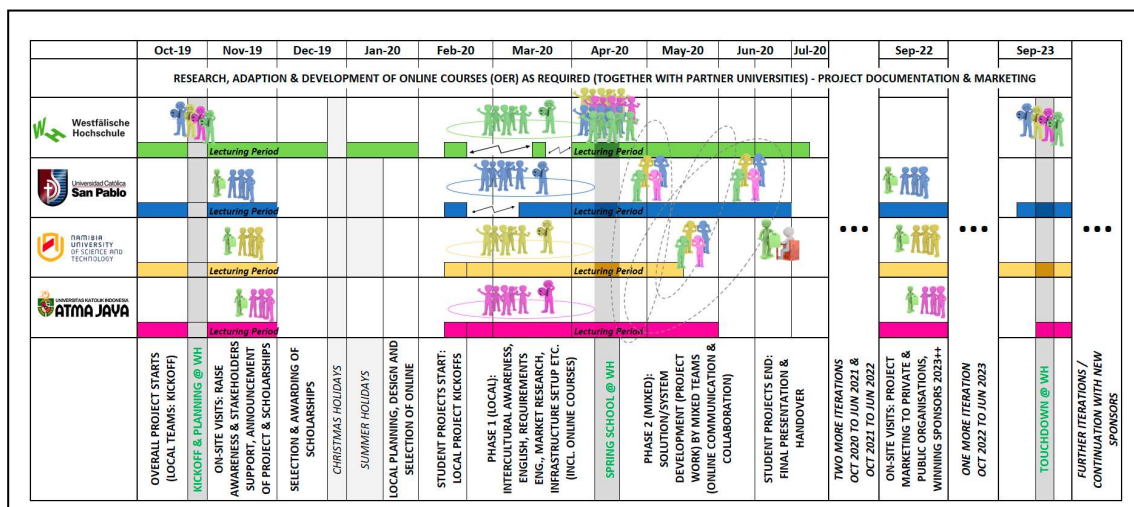 Oct-19 Nov-19 Dec-19 Jan-20 Feb-20 Mar-20 Apr-20 May-20 Jun-20 Jul-20 Sep-22 Sep-23
RESEARCH, ADAPTION & DEVELOPMENT OF ONLINE COURSES (OER) AS REQUIRED (TOGETHER WITH PARTNER UNIVERSITIES) - PROJECT DOCUMENTATION & MARKETING
WH
Westfälische
Hochschule
Lecturing Period
Lecturing Period
Universidad Católica
San Pablo
Lecturing Period
Lecturing Period
...
...
...
NAMIBIA
UNIVERSITY
OF SCIENCE AND
TECHNOLOGY
Lecturing Period
Lecturing Period
UNIVERSITAS KATOLIK INDONESIA
ATMA JAYA
Lecturing Period
Lecturing Period
OVERALL PROJECT STARTS
(LOCAL TEAMS: KICKOFF)
KICKOFF & PLANNING @ WH
ON-SITE VISITS: RAISE
AWARENESS & STAKEHOLDERS
SUPPORT, ANNOUNCEMENT
OF PROJECT & SCHOLARSHIPS
SELECTION & AWARDING OF
SCHOLARSHIPS
CHRISTMAS HOLIDAYS
SUMMER HOLIDAYS
LOCAL PLANNING, DESIGN AND
SELECTION OF ONLINE
STUDENT PROJECTS START:
LOCAL PROJECT KICKOFFS
PHASE 1 (LOCAL):
INTERCULTURAL AWARENESS,
ENGLISH, REQUIREMENTS
ENG., MARKET RESEARCH,
INFRASTRUCTURE SETUP ETC.
(INCL. ONLINE COURSES)
SPRING SCHOOL @ WH
PHASE 2 (MIXED):
SOLUTION/SYSTEM
DEVELOPMENT (PROJECT
WORK) BY MIXED TEAMS
(ONLINE COMMUNICATION &
COLLABORATION)
STUDENT PROJECTS END:
FINAL PRESENTATION &
HANDOVER
TWO MORE ITERATIONS
OCT 2020 TO JUN 2021 &
OCT 2021 TO JUN 2022
ON-SITE VISITS: PROJECT
MARKETING TO PRIVATE &
PUBLIC ORGANISATIONS,
WINNING SPONSORS 2023++
ONE MORE ITERATION
OCT 2022 TO JUN 2023
TOUCHDOWN @ WH
FURTHER ITERATIONS /
CONTINUATION WITH NEW
SPONSORS